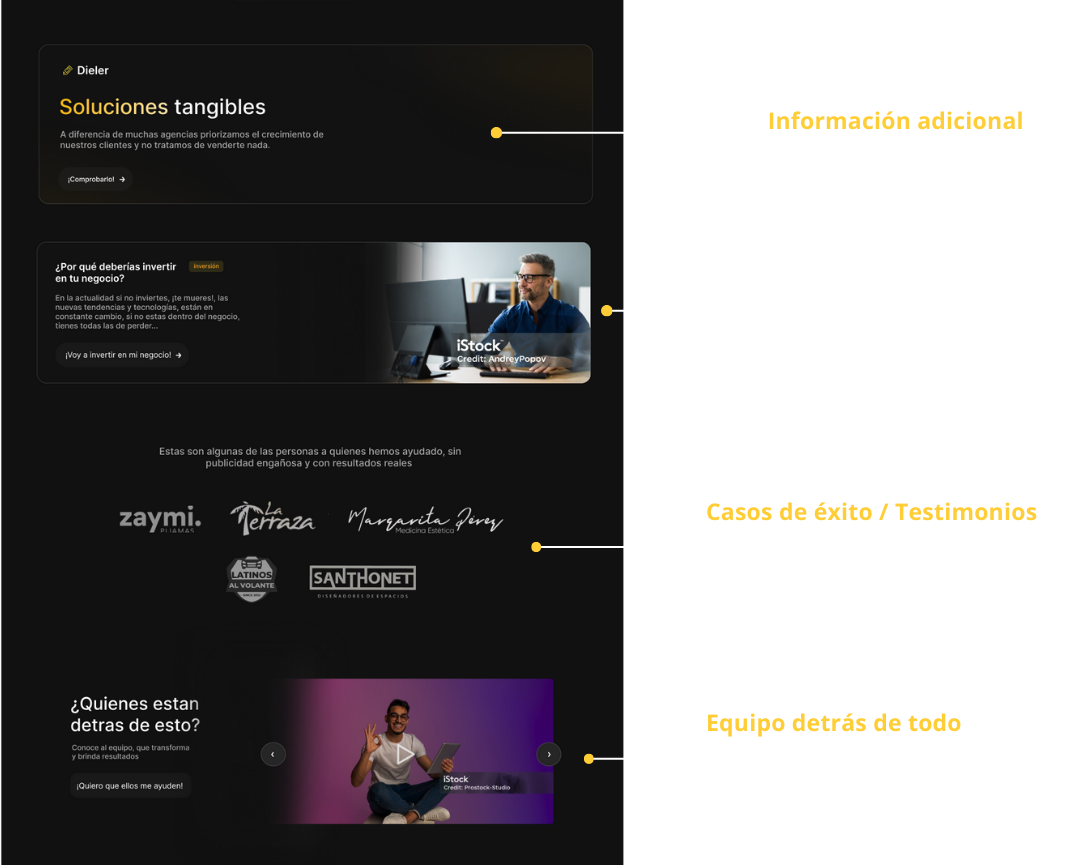 Dieler
Soluciones tangibles
A diferencia de muchas agencias priorizamos el crecimiento de
nuestros clientes y no tratamos de venderte nada.
¡Comprobarlo! →
Información adicional
¿Por qué deberías invertir
en tu negocio?
Inversión
En la actualidad si no inviertes, ¡te mueres!, las
nuevas tendencias y tecnologías, están en
constante cambio, si no estas dentro del negocio,
tienes todas las de perder...
¡Voy a invertir en mi negocio! →
iStock
Credit: AndreyPopov
Estas son algunas de las personas a quienes hemos ayudado, sin
publicidad engañosa y con resultados reales
zaymi.
PIJAMAS
La
Terraza
Margarita Pérez
Medicina Estética
Casos de éxito / Testimonios
LATINOS
AL VOLANTE
SINCE 2012
SANTHONET
DISEÑADORES DE ESPACIOS
¿Quienes estan
detras de esto?
Conoce al equipo, que transforma
y brinda resultados
¡Quiero que ellos me ayuden!
iStock
Credit: Prostock-Studio
Equipo detrás de todo